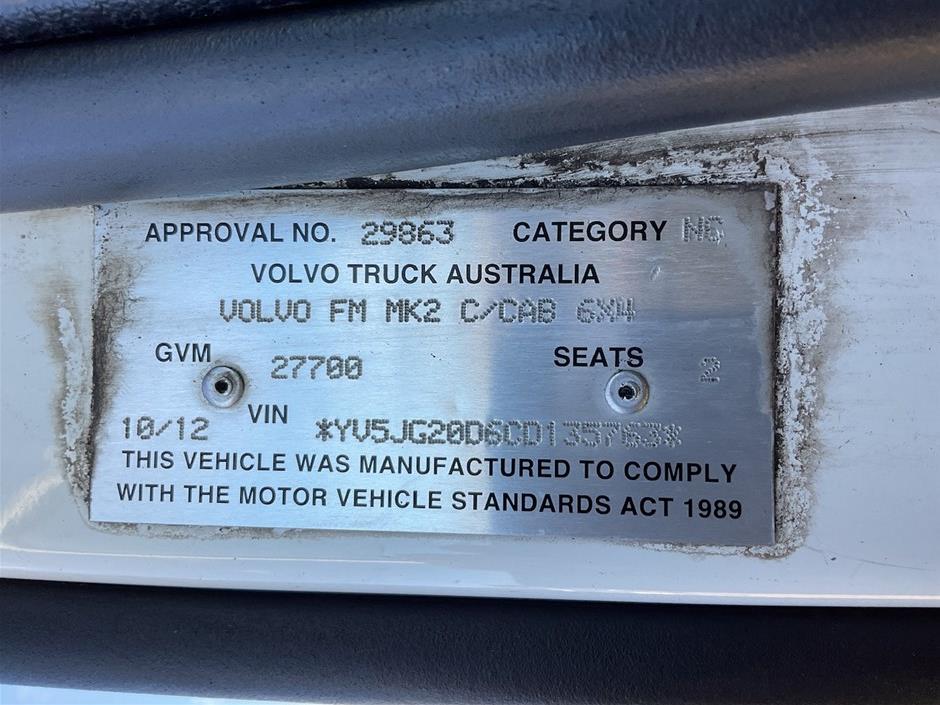 APPROVAL NO. 29863 CATEGORY NC
VOLVO TRUCK AUSTRALIA
VOLVO FM MK2 C/CAB 6X4
GVM 27700 SEATS 2
10/12 VIN *YV5JG20D6CD135763*
THIS VEHICLE WAS MANUFACTURED TO COMPLY
WITH THE MOTOR VEHICLE STANDARDS ACT 1989